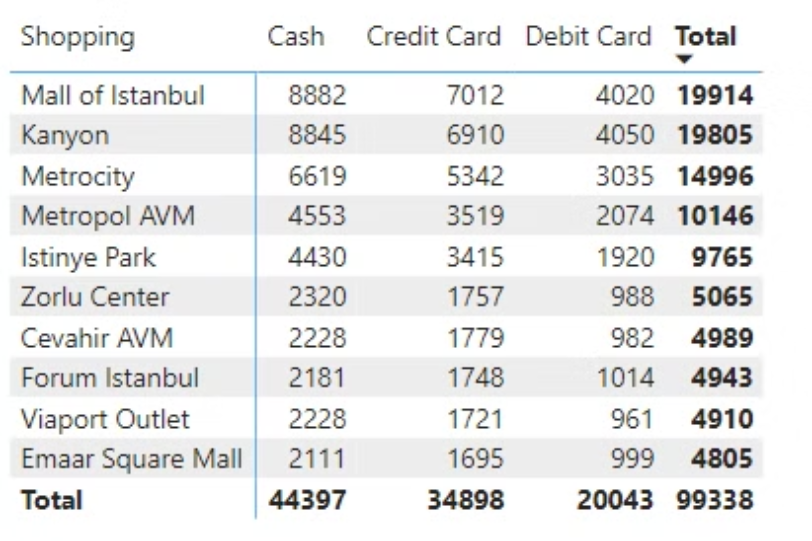 Shopping Cash Credit Card Debit Card Total
Mall of Istanbul 8882 7012 4020 19914
Kanyon 8845 6910 4050 19805
Metrocity 6619 5342 3035 14996
Metropol AVM 4553 3519 2074 10146
Istinye Park 4430 3415 1920 9765
Zorlu Center 2320 1757 988 5065
Cevahir AVM 2228 1779 982 4989
Forum Istanbul 2181 1748 1014 4943
Viaport Outlet 2228 1721 961 4910
Emaar Square Mall 2111 1695 999 4805
Total 44397 34898 20043 99338